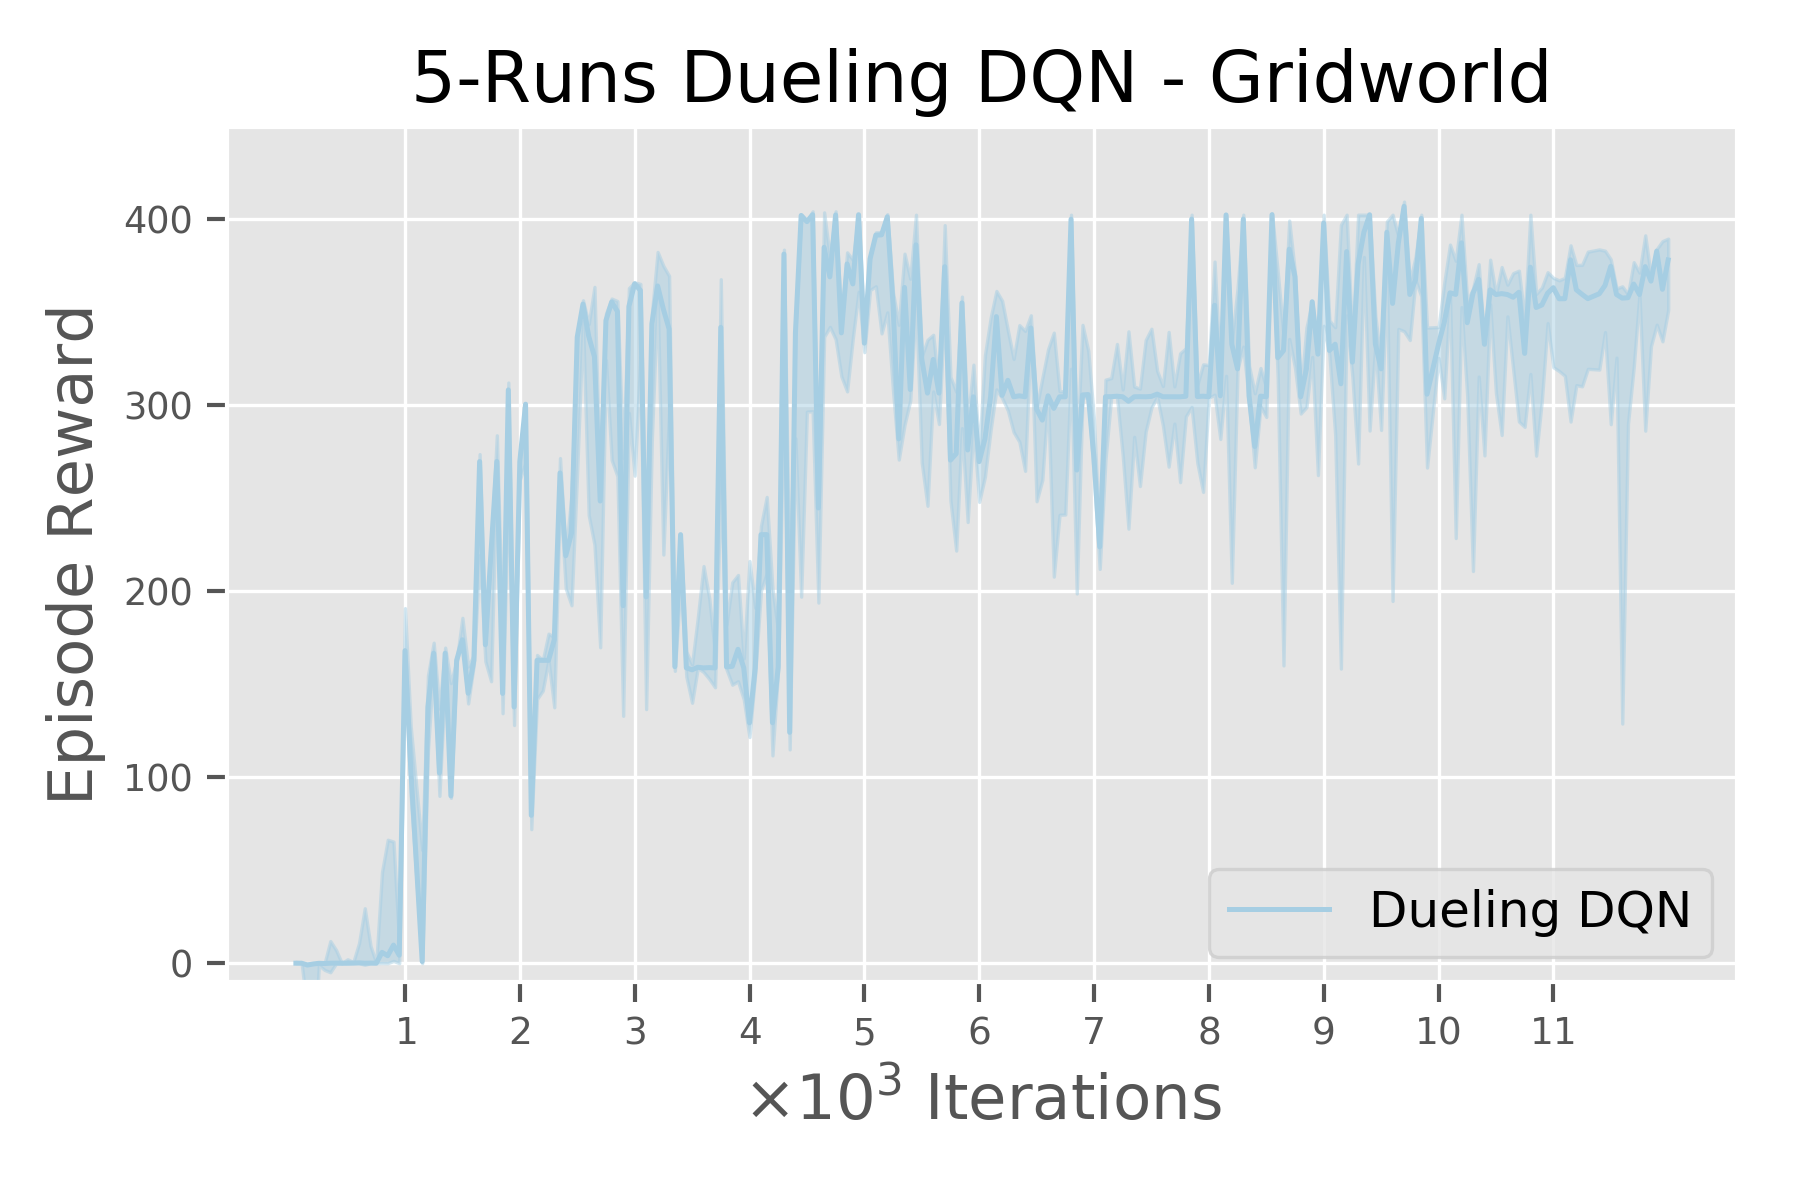 5-Runs Dueling DQN - Gridworld
Episode Reward
400
300
200
100
0
Dueling DQN
1 2 3 4 5 6 7 8 9 10 11
×10³ Iterations